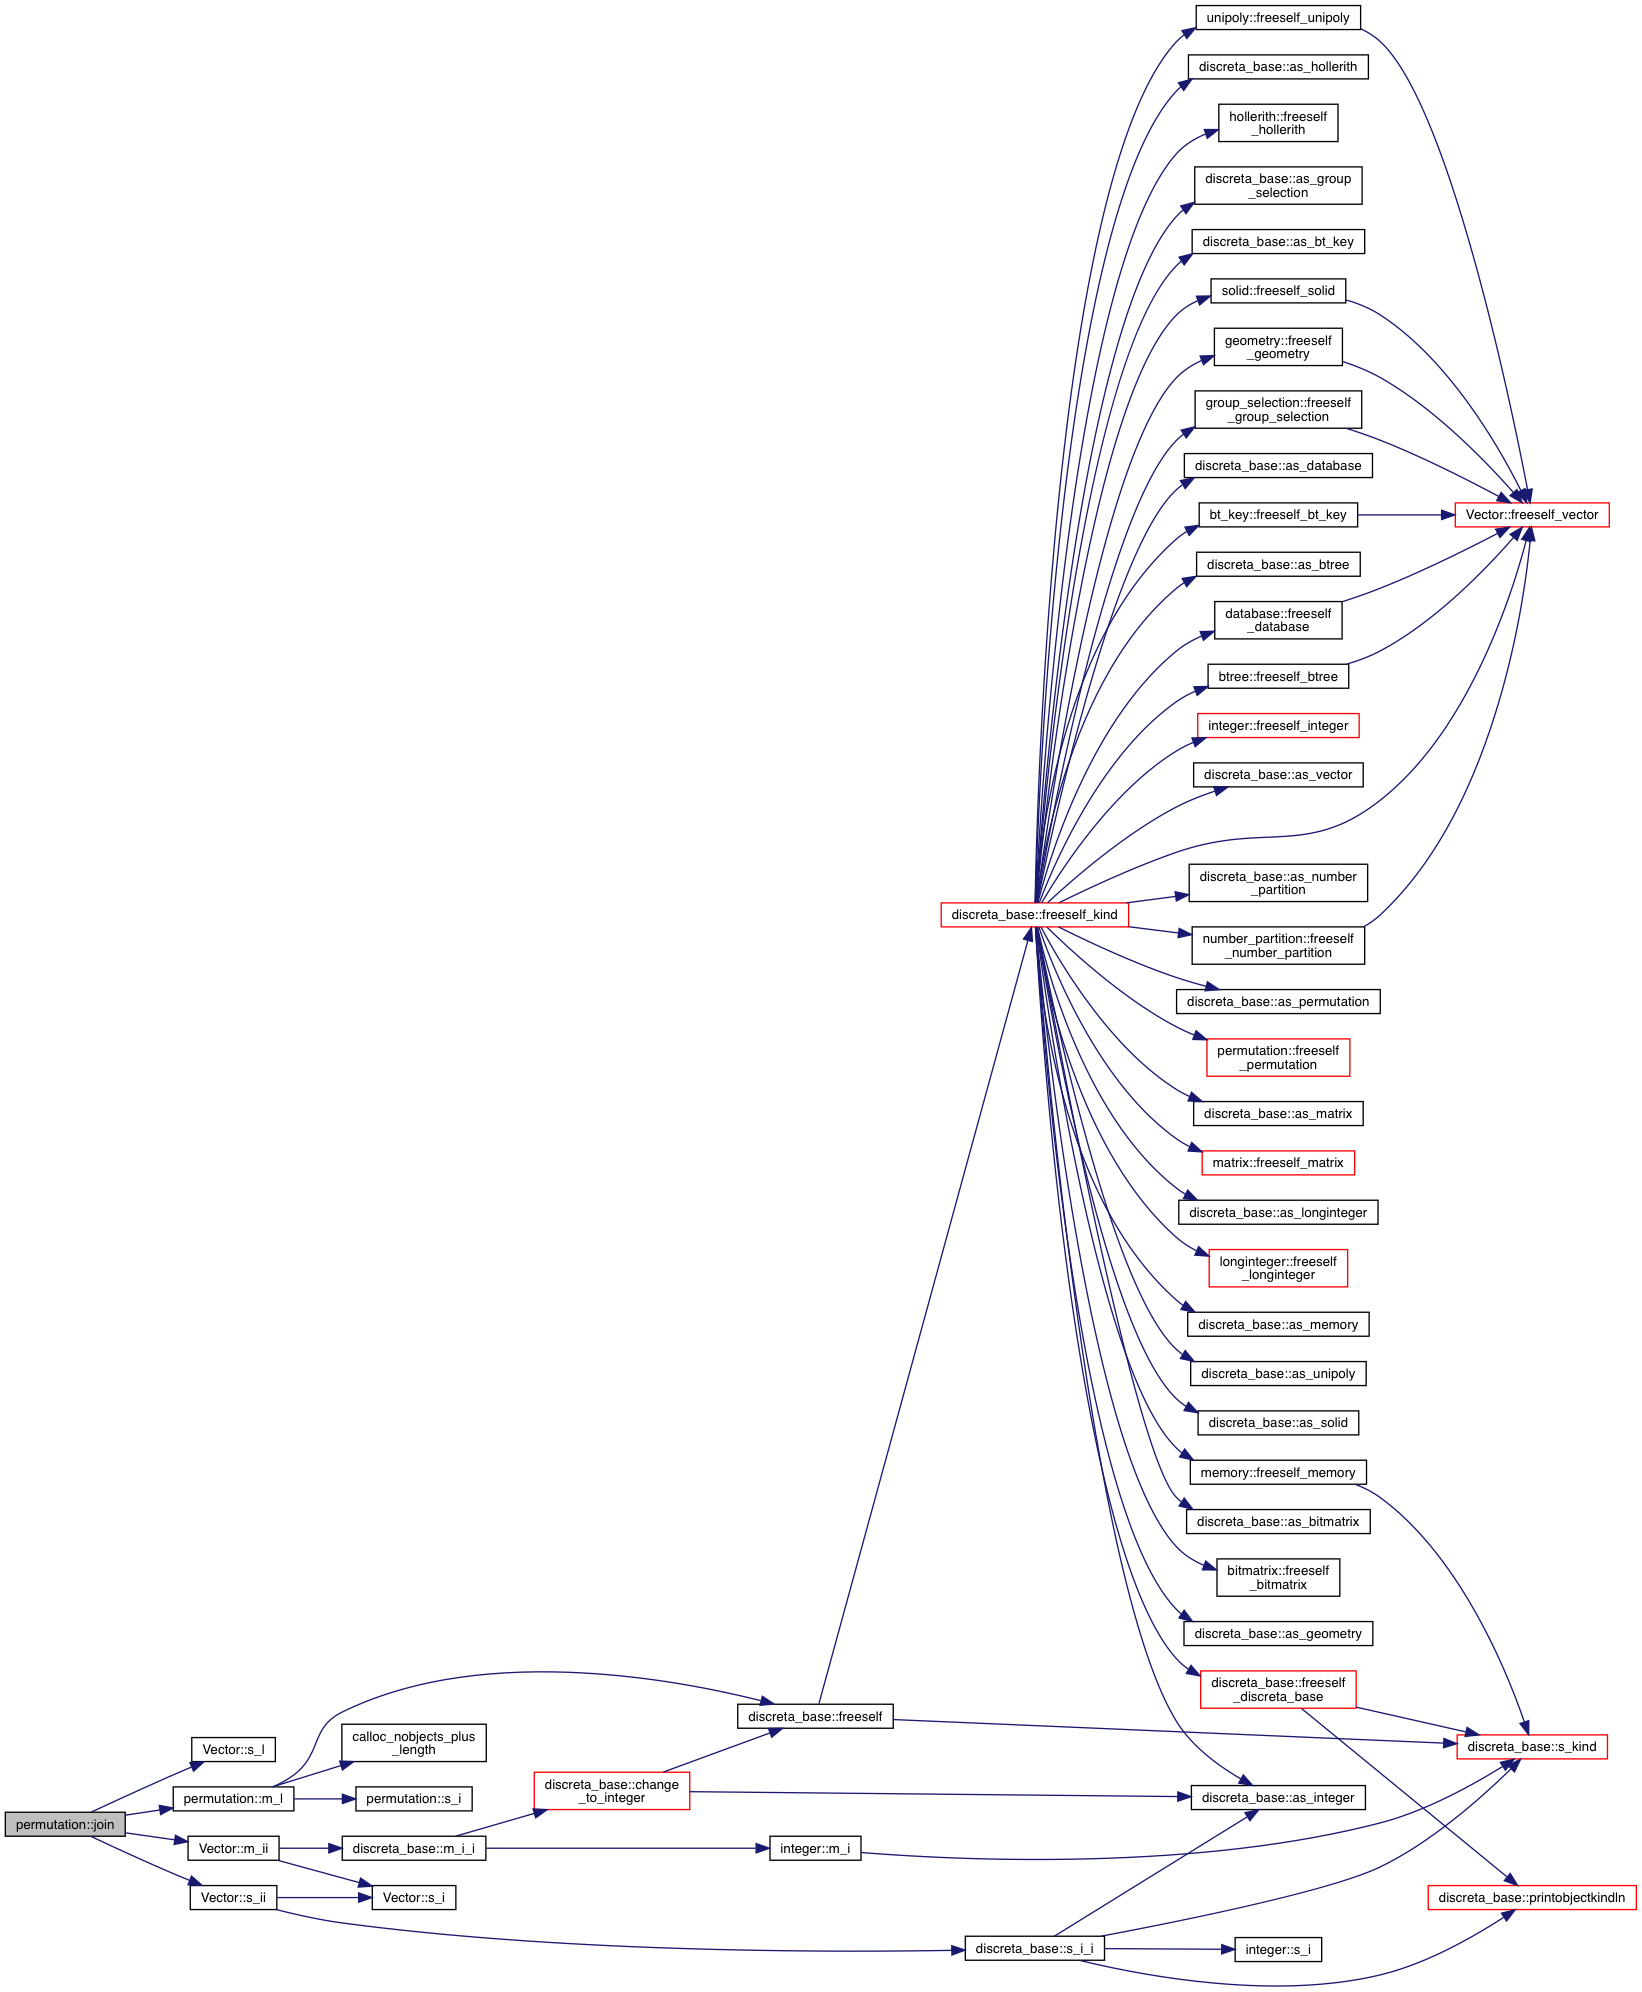 unipoly::freeself_unipoly
discreta_base::as_hollerith
hollerith::freeself
_hollerith
discreta_base::as_group
_selection
discreta_base::as_bt_key
solid::freeself_solid
geometry::freeself
_geometry
group_selection::freeself
_group_selection
discreta_base::as_database
bt_key::freeself_bt_key
Vector::freeself_vector
discreta_base::as_btree
database::freeself
_database
btree::freeself_btree
integer::freeself_integer
discreta_base::as_vector
discreta_base::as_number
_partition
discreta_base::freeself_kind
number_partition::freeself
_number_partition
discreta_base::as_permutation
permutation::freeself
_permutation
discreta_base::as_matrix
matrix::freeself_matrix
discreta_base::as_longinteger
longinteger::freeself
_longinteger
discreta_base::as_memory
discreta_base::as_unipoly
discreta_base::as_solid
memory::freeself_memory
discreta_base::as_bitmatrix
bitmatrix::freeself
_bitmatrix
discreta_base::as_geometry
discreta_base::freeself
_discreta_base
discreta_base::freeself
calloc_nobjects_plus
_length
Vector::s_l
discreta_base::s_kind
discreta_base::change
_to_integer
permutation::m_l
permutation::s_i
discreta_base::as_integer
permutation::join
Vector::m_ii
discreta_base::m_i_i
integer::m_i
Vector::s_ii
Vector::s_i
discreta_base::printobjectkindln
discreta_base::s_i_i
integer::s_i